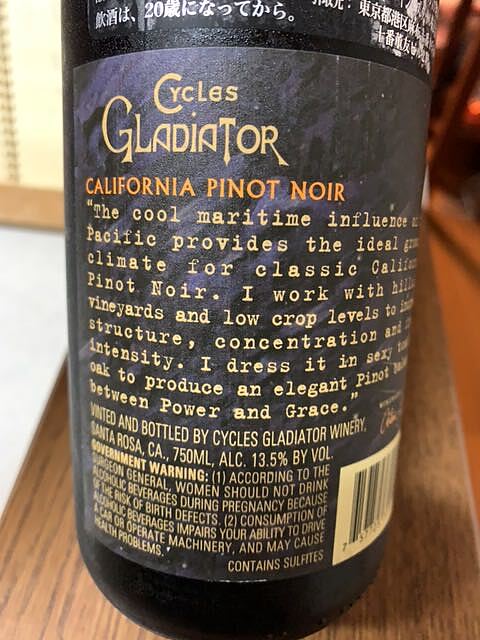 飲酒は、20歳になってから。
東京都港区
Cycles
GLADIATOR
CALIFORNIA PINOT NOIR
"The cool maritime influence
Pacific provides the ideal
climate for classic
Pinot Noir. I work with
vineyards and low crop levels to
structure, concentration and
intensity. I dress it in sexy
oak to produce an elegant Pinot
between Power and Grace."
VINTED AND BOTTLED BY CYCLES GLADIATOR WINERY,
SANTA ROSA, CA., 750ML, ALC. 13.5% BY VOL.
GOVERNMENT WARNING: (1) ACCORDING TO THE
SURGEON GENERAL, WOMEN SHOULD NOT DRINK
ALCOHOLIC BEVERAGES DURING PREGNANCY BECAUSE
OF THE RISK OF BIRTH DEFECTS. (2) CONSUMPTION OF
ALCOHOLIC BEVERAGES IMPAIRS YOUR ABILITY TO DRIVE
A CAR OR OPERATE MACHINERY, AND MAY CAUSE
HEALTH PROBLEMS.
CONTAINS SULFITES